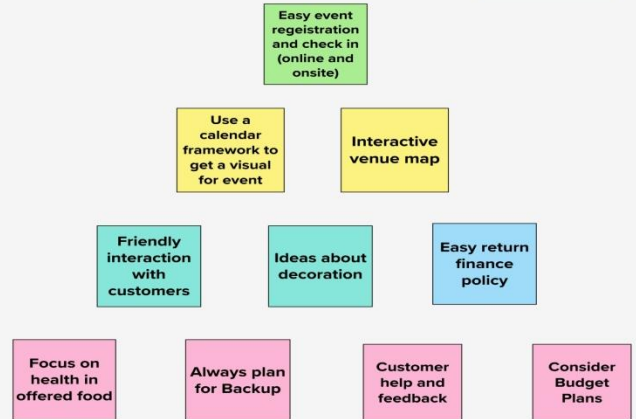 Easy event
regeistration
and check in
(online and
onsite)
Use a
calendar
framework to
get a visual
for event
Interactive
venue map
Friendly
interaction
with
customers
Ideas about
decoration
Easy return
finance
policy
Focus on
health in
offered food
Always plan
for Backup
Customer
help and
feedback
Consider
Budget
Plans